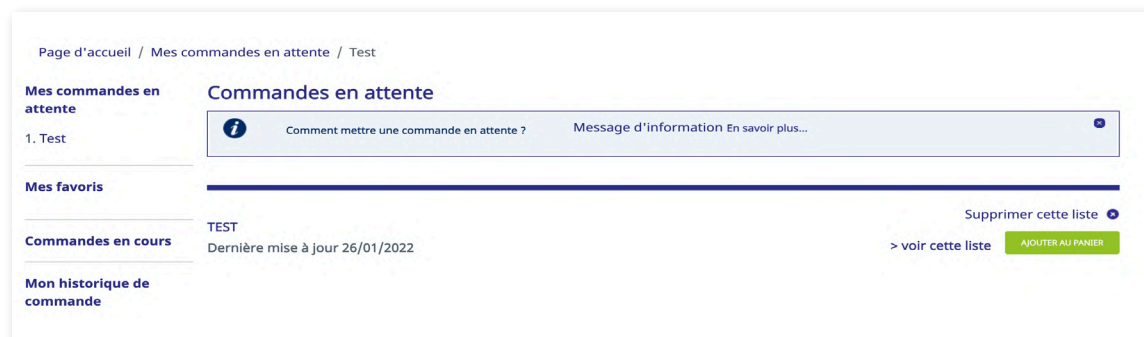 Page d'accueil / Mes commandes en attente / Test
Mes commandes en
attente
1. Test
Mes favoris
Commandes en cours
Mon historique de
commande
Commandes en attente
Comment mettre une commande en attente ? Message d'information En savoir plus...
TEST
Dernière mise à jour 26/01/2022
Supprimer cette liste
> voir cette liste AJOUTER AU PANIER